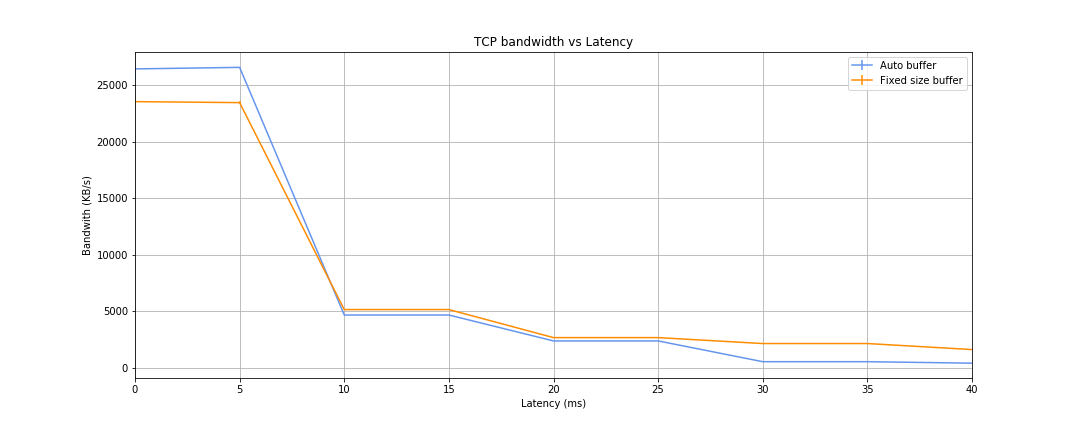 TCP bandwidth vs Latency
Auto buffer
Fixed size buffer
25000
20000
15000
10000
5000
0
Bandwith (KB/s)
0 5 10 15 20 25 30 35 40
Latency (ms)